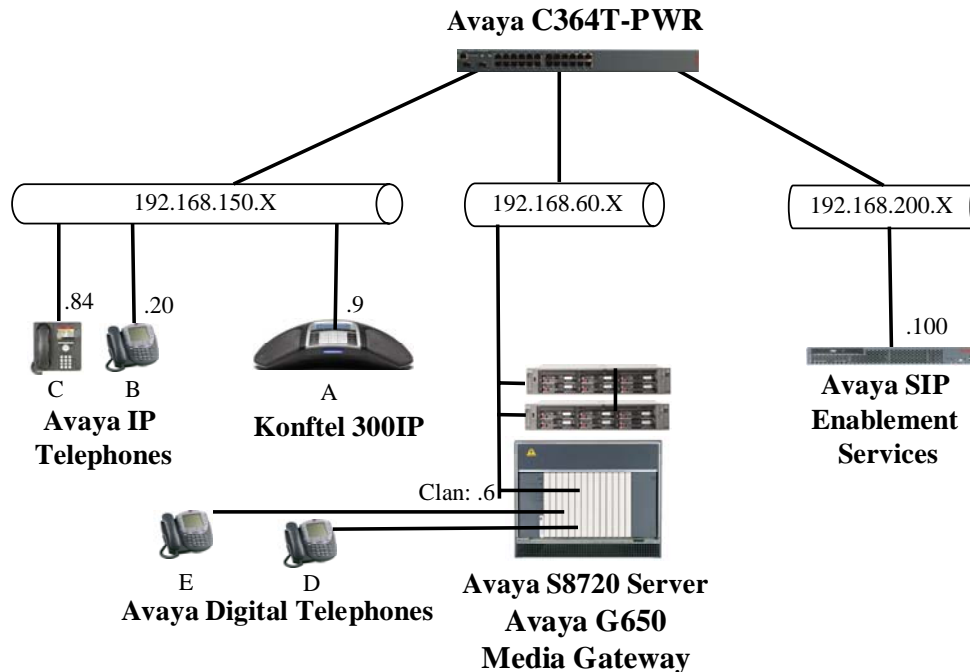 Avaya C364T-PWR
192.168.150.X
192.168.60.X
192.168.200.X
.84
.20
.9
.100
C
B
A
Avaya IP
Telephones
Konftel 300IP
Avaya SIP
Enablement
Services
Clan: .6
E
D
Avaya Digital Telephones
Avaya S8720 Server
Avaya G650
Media Gateway